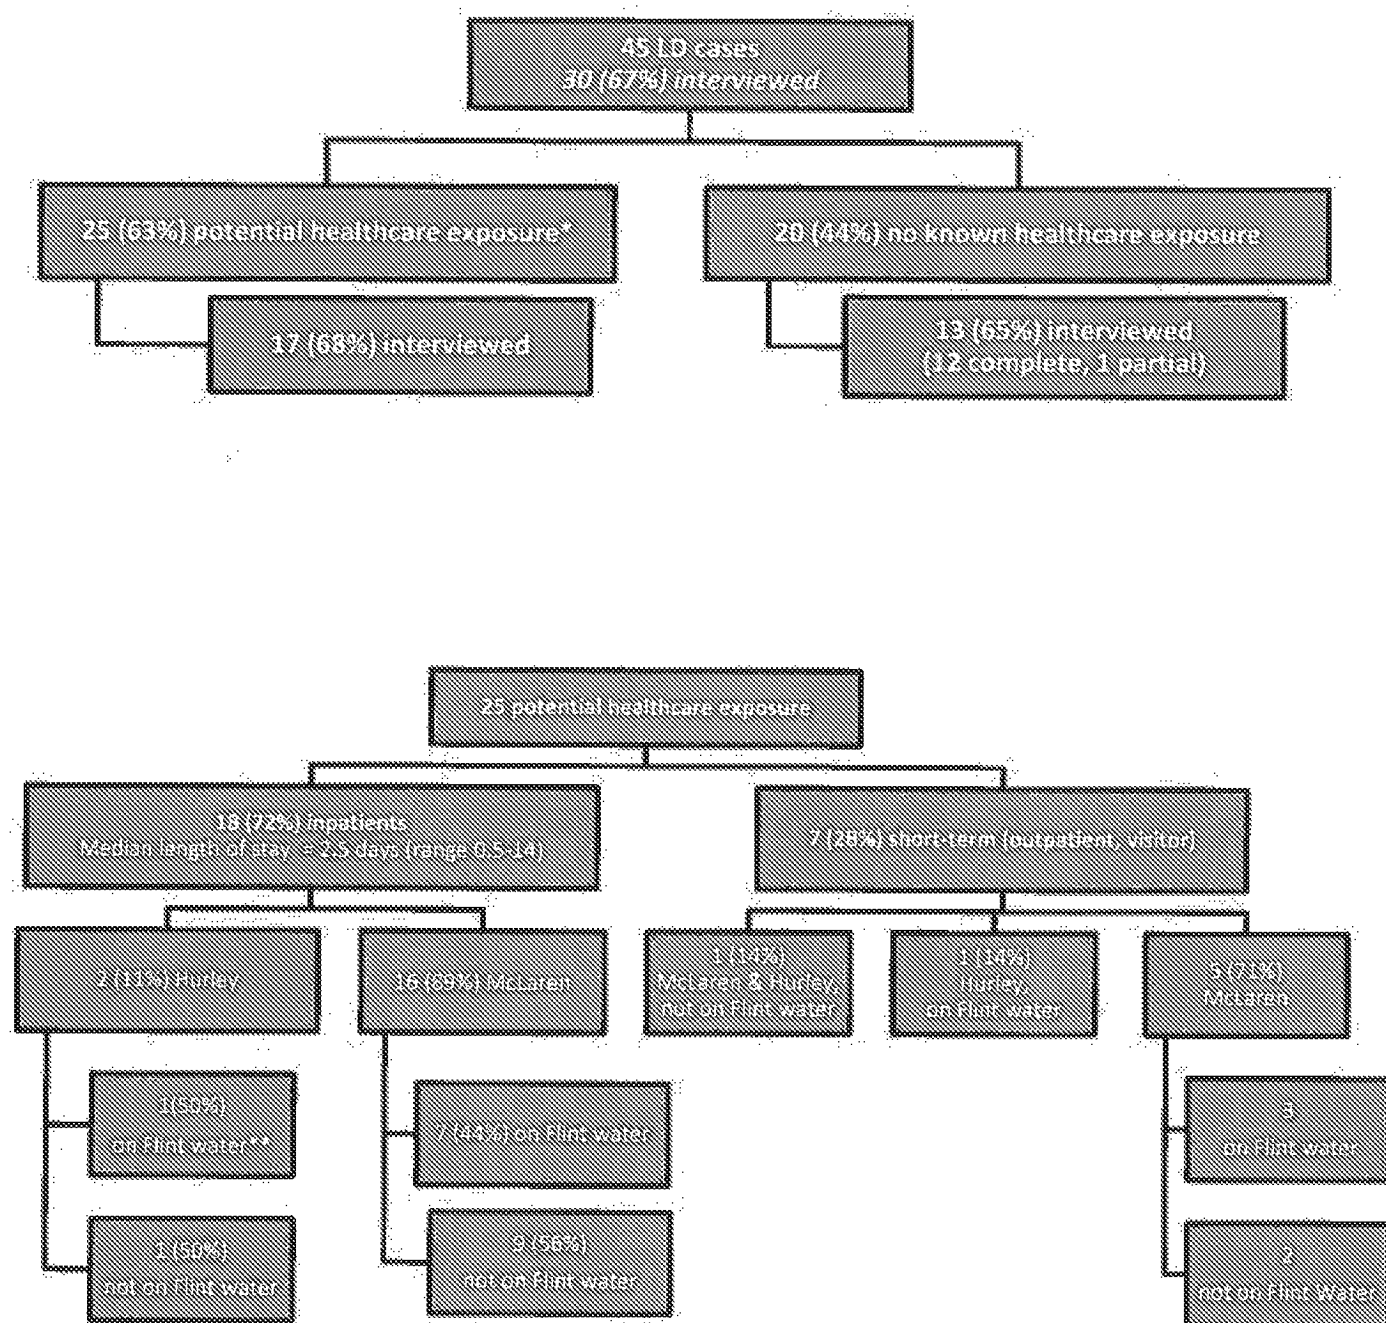 45 LD cases
30 (67%) interviewed
25 (63%) potential healthcare exposure*
20 (44%) no known healthcare exposure
17 (68%) interviewed
13 (65%) interviewed
(12 complete, 1 partial)
25 potential healthcare exposure
18 (72%) inpatients
Median length of stay = 2.5 days (range 0.5-14)
7 (28%) short-term (outpatient, visitor)
2 (11%) Hurley
16 (89%) McLaren
1 (14%)
McLaren & Hurley,
not on Flint water
1 (14%)
Hurley,
on Flint water
5 (71%)
McLaren
1(50%)
on Flint water**
7 (44%) on Flint water
3
on Flint water
1 (50%)
not on Flint water
9 (56%)
not on Flint water
2
not on Flint Water